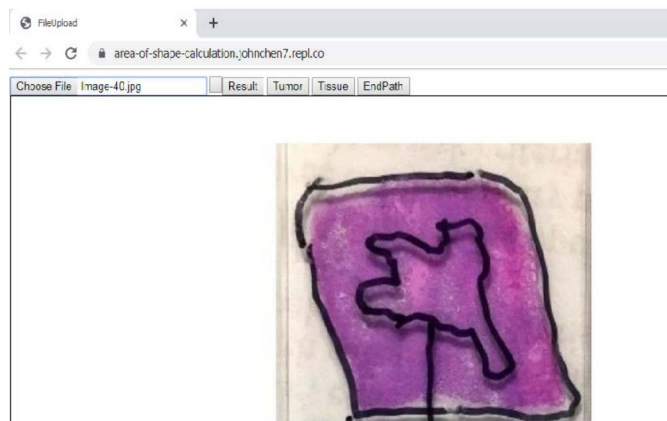 FileUpload
area-of-shape-calculation.johnchen7.repl.co
Choose File Image-40.jpg Result Tumor Tissue EndPath